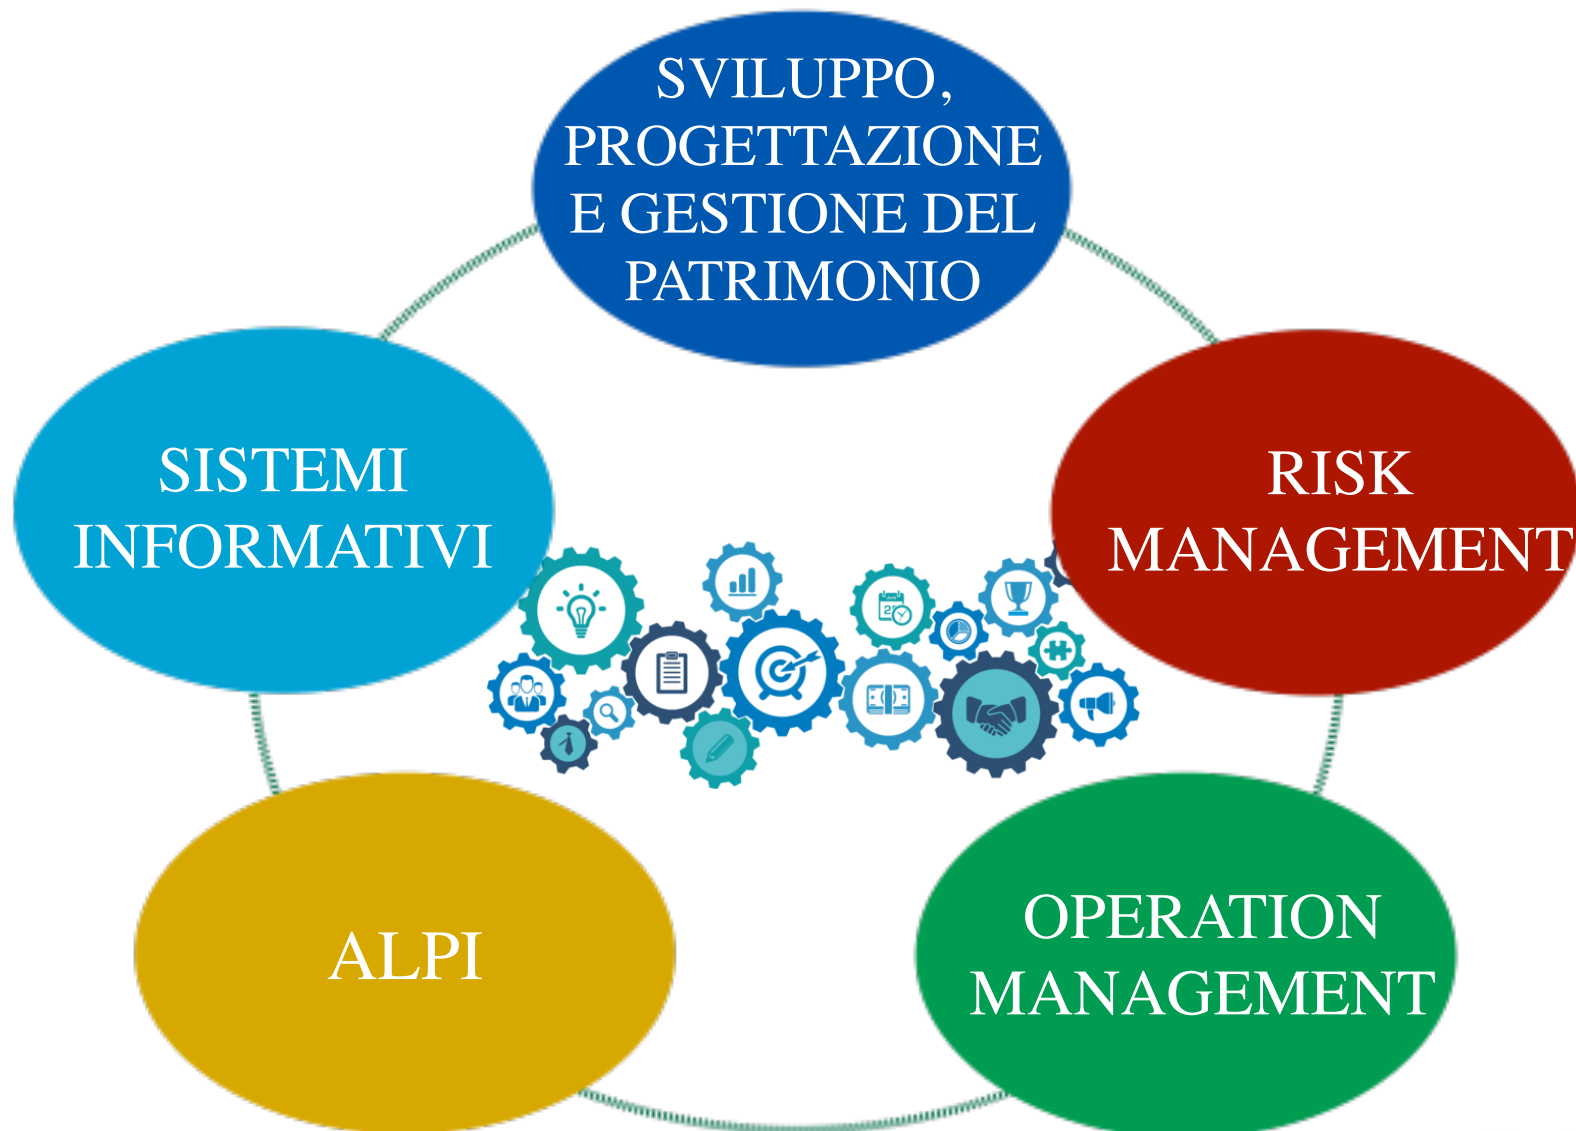 SVILUPPO,
PROGETTAZIONE
E GESTIONE DEL
PATRIMONIO
SISTEMI
INFORMATIVI
RISK
MANAGEMENT
ALPI
OPERATION
MANAGEMENT